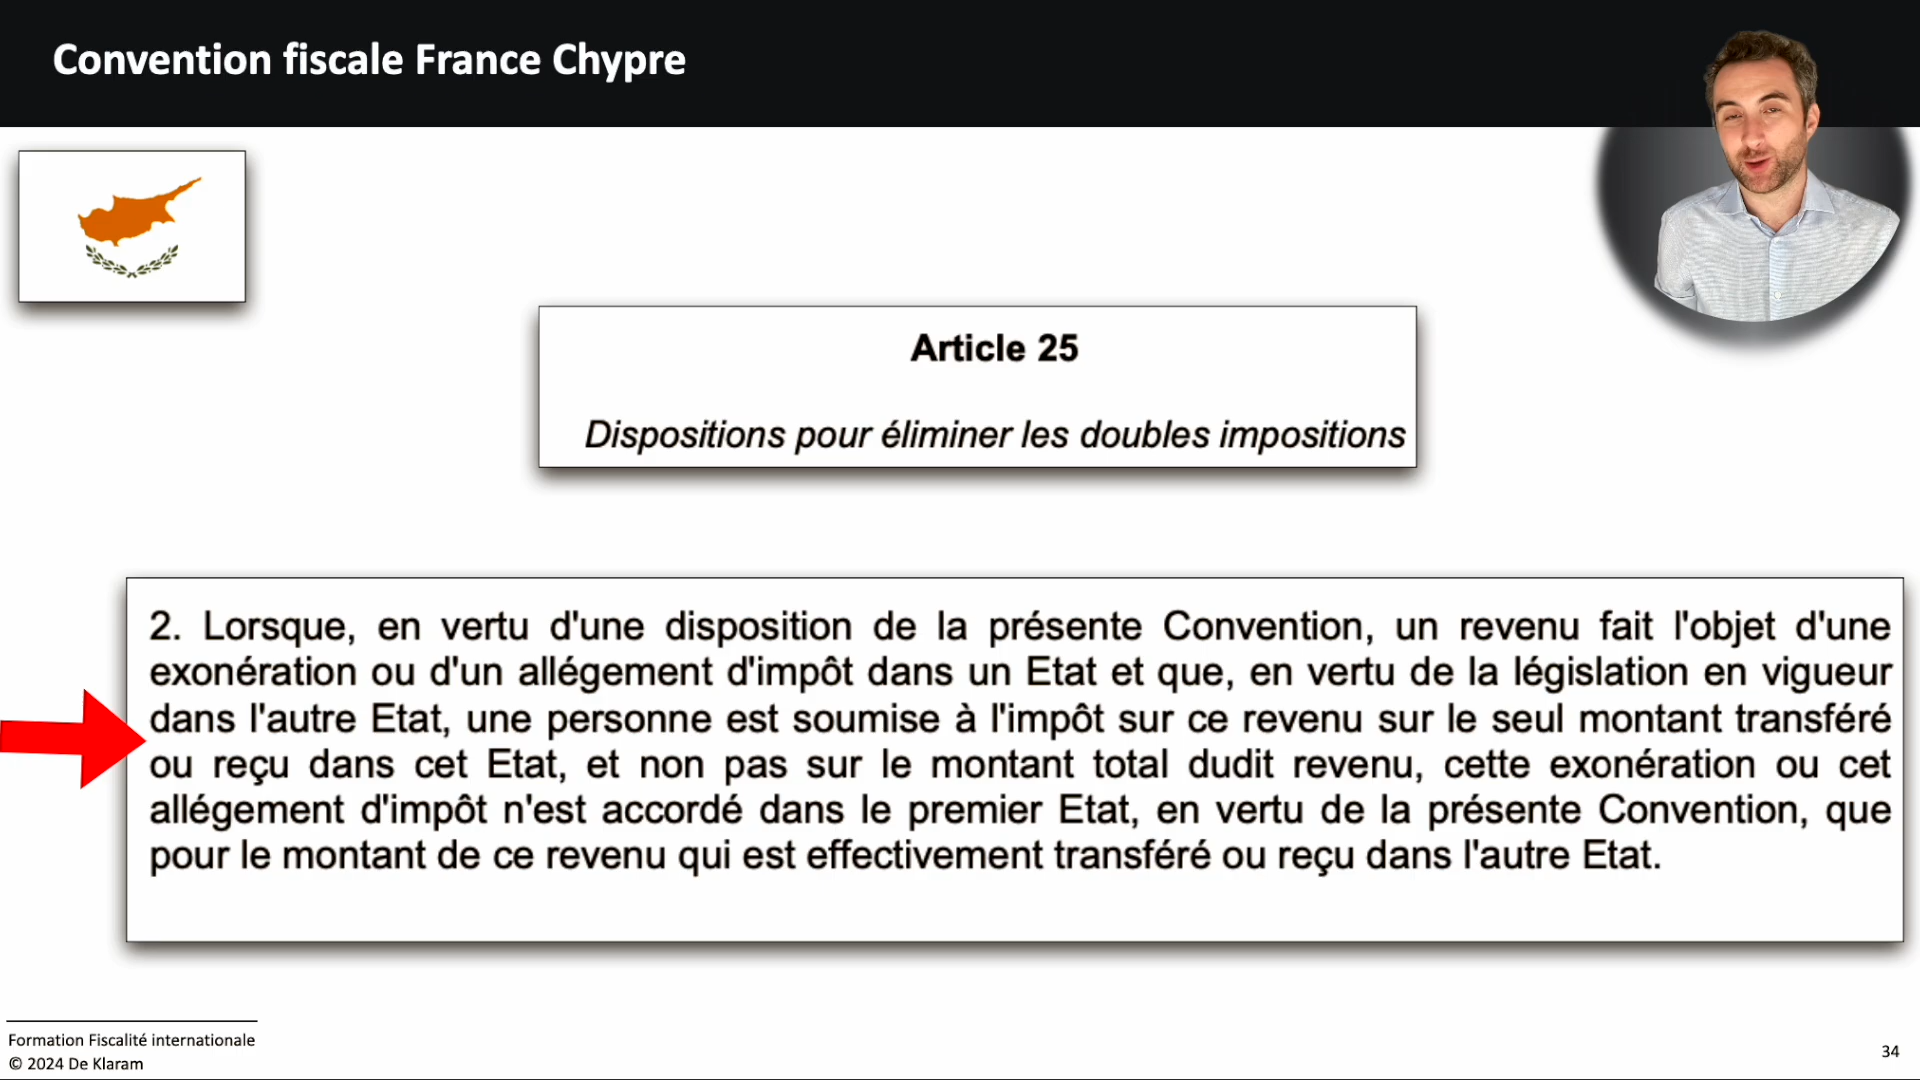 Convention fiscale France Chypre
Article 25
Dispositions pour éliminer les doubles impositions
2. Lorsque, en vertu d'une disposition de la présente Convention, un revenu fait l'objet d'une
exonération ou d'un allégement d'impôt dans un Etat et que, en vertu de la législation en vigueur
dans l'autre Etat, une personne est soumise à l'impôt sur ce revenu sur le seul montant transféré
ou reçu dans cet Etat, et non pas sur le montant total dudit revenu, cette exonération ou cet
allégement d'impôt n'est accordé dans le premier Etat, en vertu de la présente Convention, que
pour le montant de ce revenu qui est effectivement transféré ou reçu dans l'autre Etat.
Formation Fiscalité internationale
© 2024 De Klaram
34